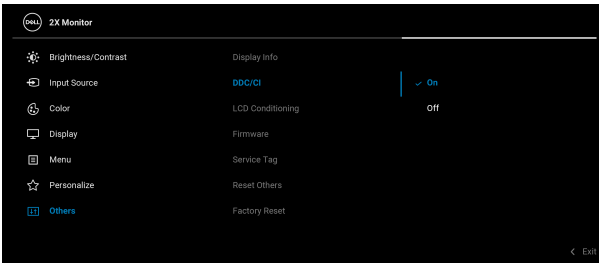 DELL 2X Monitor
Brightness/Contrast
Input Source
Color
Display
Menu
Personalize
Others
Display Info
DDC/CI
LCD Conditioning
Firmware
Service Tag
Reset Others
Factory Reset
On
Off
Exit